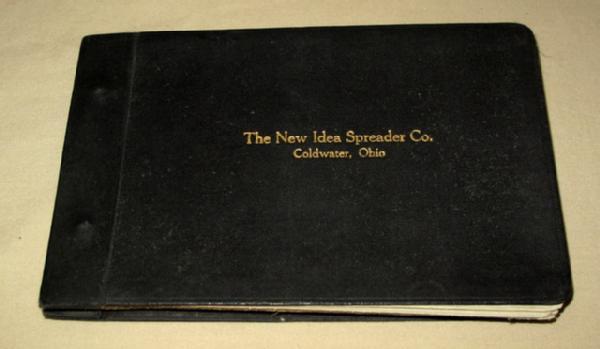 The New Idea Spreader Co.
Coldwater, Ohio